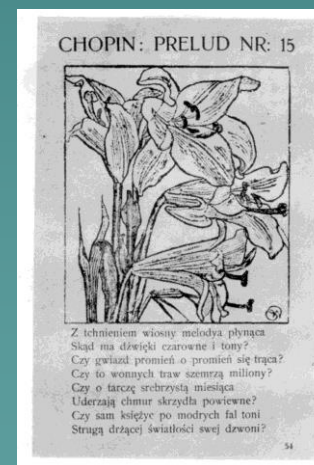 CHOPIN: PRELUD NR: 15
Z tchnieniem wiosny melodya płynąca
Skąd ma dźwięki czarowne i tony?
Czy gwiazd promień o promień się trąca?
Czy to wonnych traw szemrzą miliony?
Czy o tarczę srebrzystą miesiąca
Uderzają chmur skrzydła powiewne?
Czy sam księżyc po modrych fal toni
Strugą drżącej światłości swej dzwoni?
54